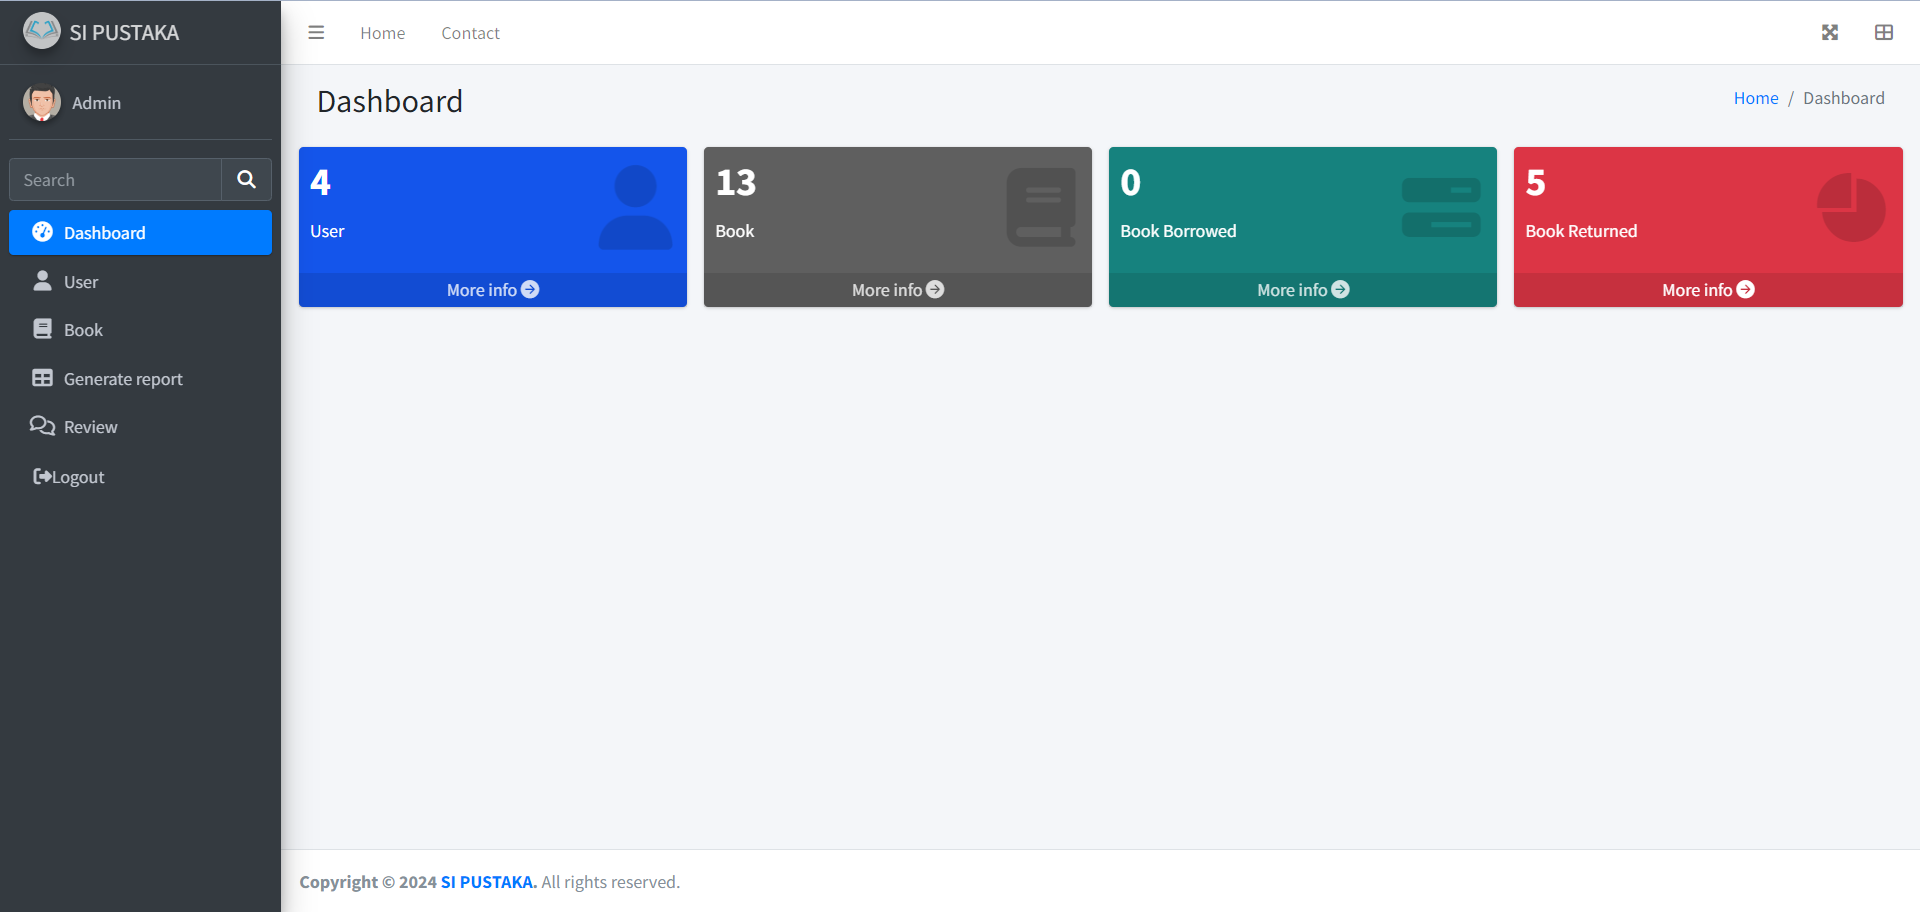 SI PUSTAKA
Home
Contact
Admin
Search
Dashboard
User
Book
Generate report
Review
Logout
Dashboard
Home / Dashboard
4
User
More info
13
Book
More info
0
Book Borrowed
More info
5
Book Returned
More info
Copyright © 2024 SI PUSTAKA. All rights reserved.